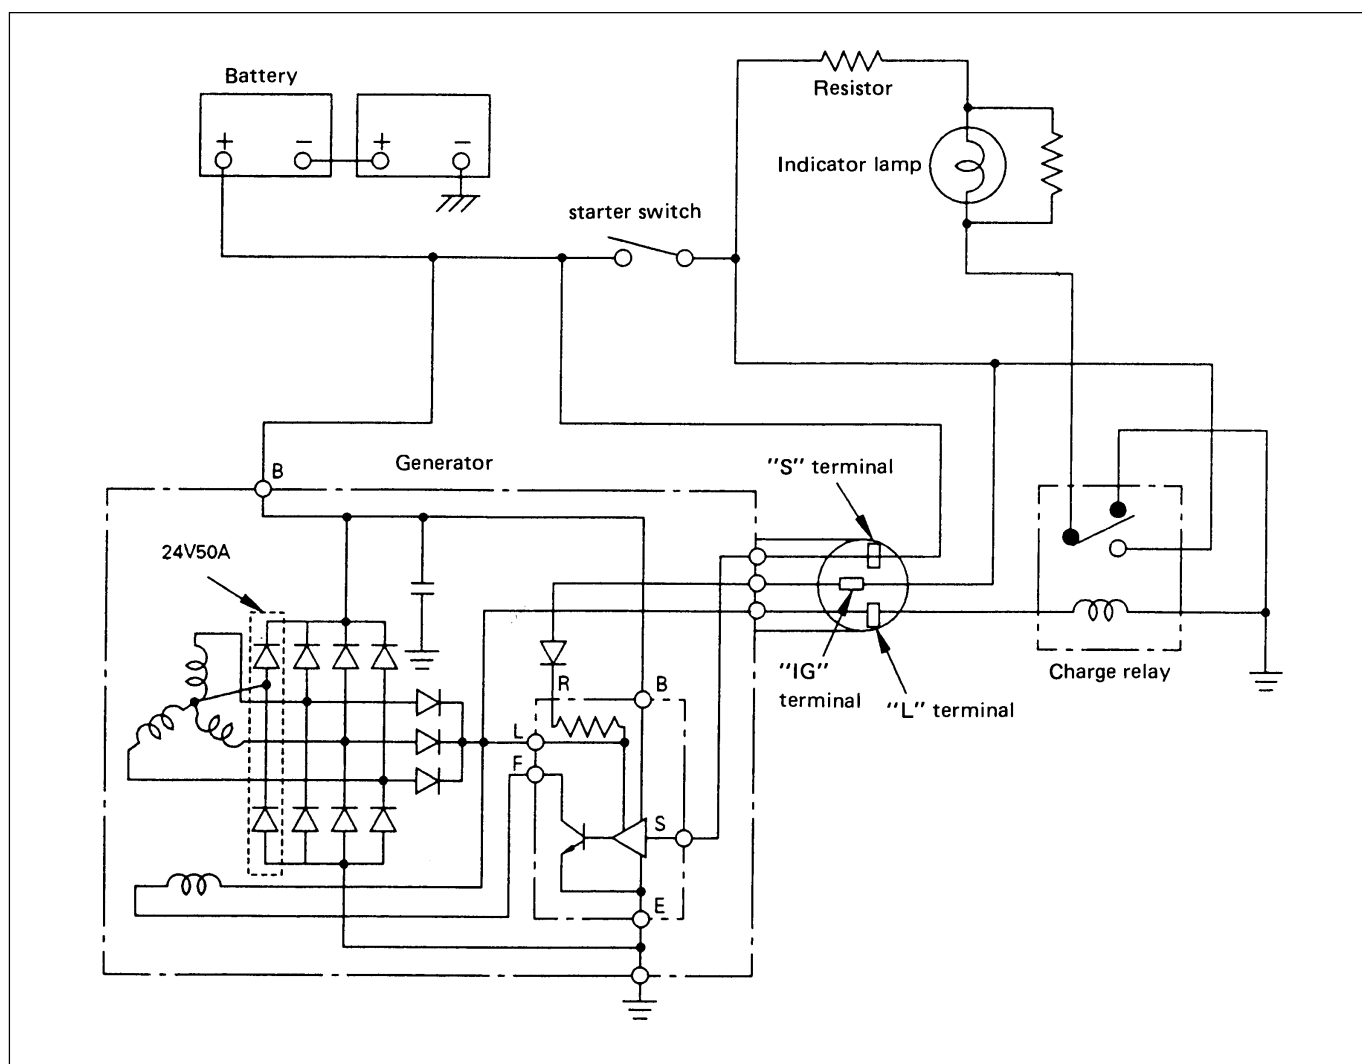 Battery
+ − + −
Resistor
Indicator lamp
starter switch
Generator
B
"S" terminal
24V50A
R
B
"IG"
terminal
"L" terminal
Charge relay
L
F
S
E